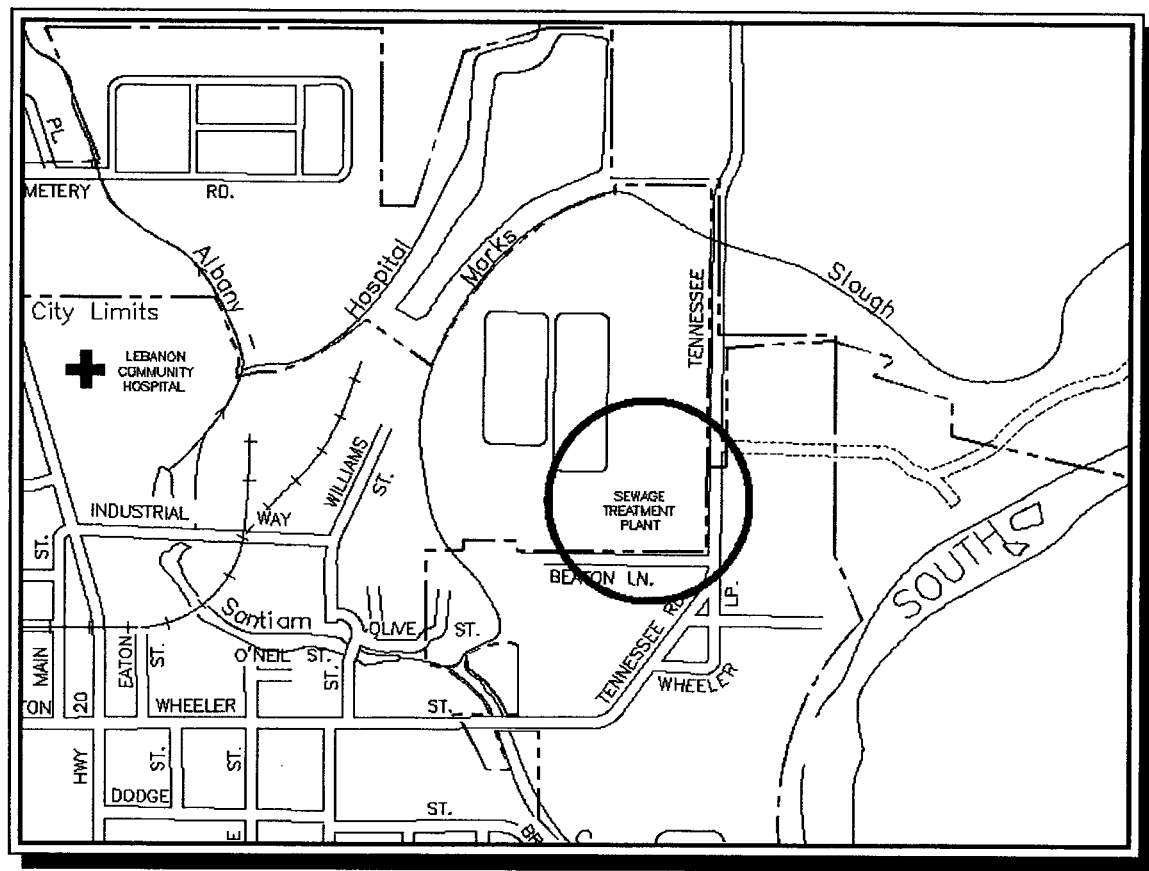 PL.
METERY RD.
Albany
Hospital
Marks
Slough
TENNESSEE
City Limits
LEBANON
COMMUNITY
HOSPITAL
WILLIAMS
ST.
INDUSTRIAL WAY
SEWAGE
TREATMENT
PLANT
SOUTH
ST.
BEATON LN.
LP.
Santiam
OLIVE ST.
TENNESSEE RD.
O'NEIL ST.
MAIN
EATON
ST.
ST.
WHEELER
TON
20
WHEELER
ST.
HWY
ST.
ST.
DODGE
ST.
E
BR